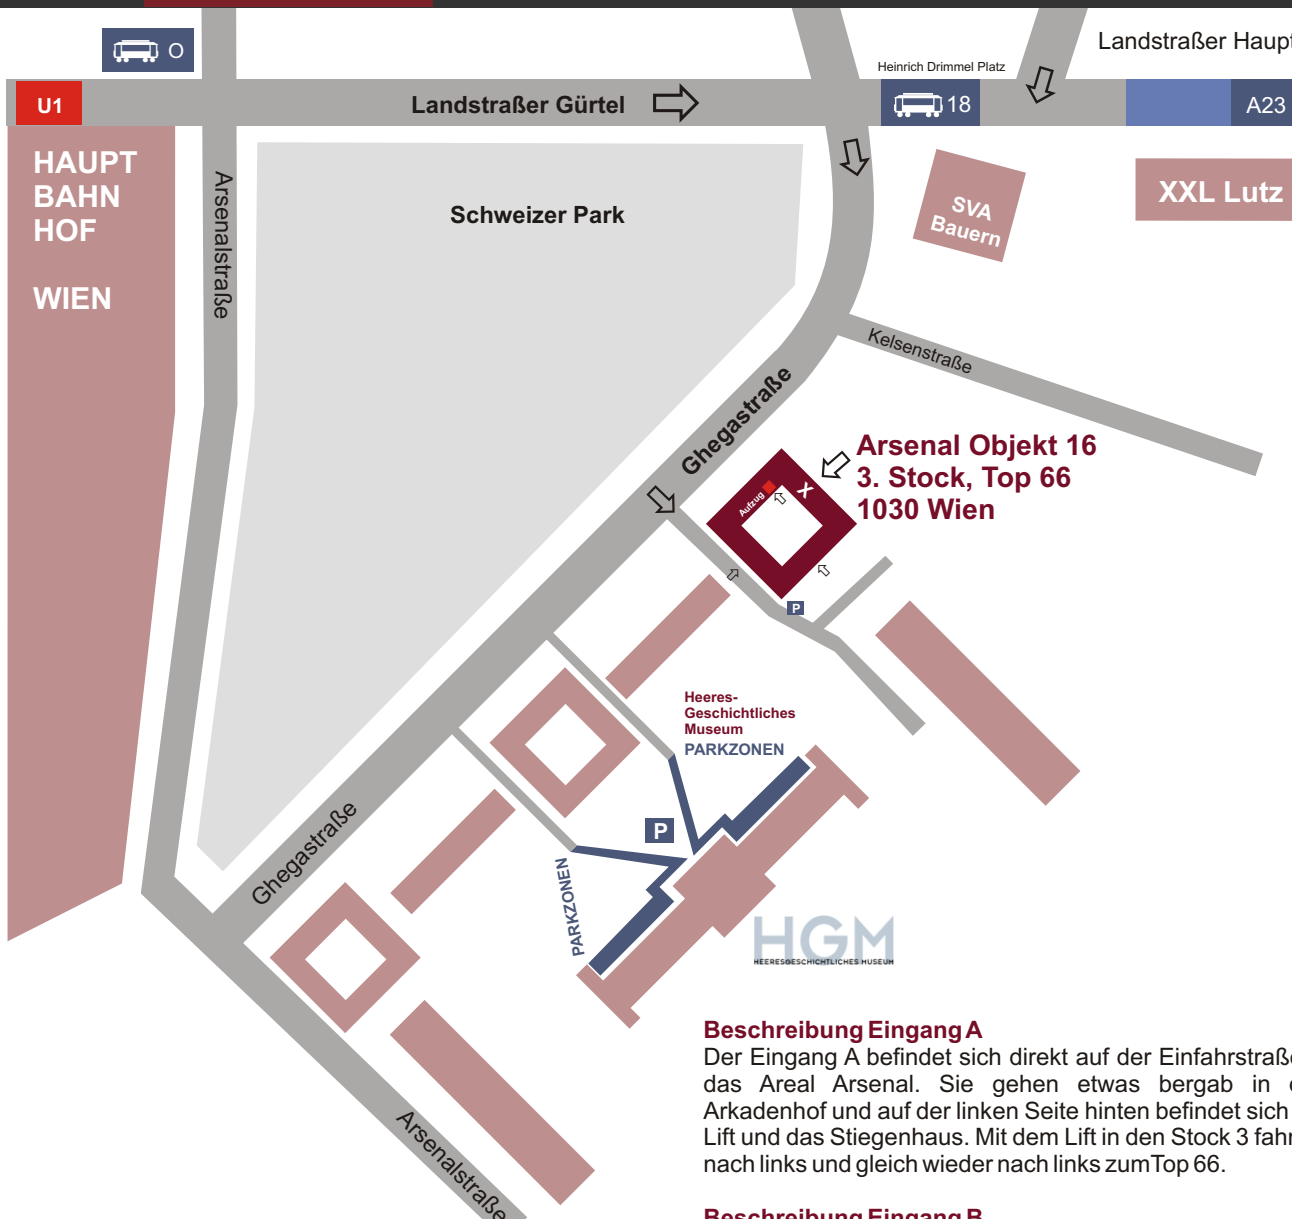 O
Landstraßer Haupt
Heinrich Drimmel Platz
U1
Landstraßer Gürtel
18
A23
HAUPT
BAHN
HOF
WIEN
Arsenalstraße
Schweizer Park
SVA
Bauern
XXL Lutz
Kelsenstraße
Ghegastraße
Arsenal Objekt 16
3. Stock, Top 66
1030 Wien
Aufzug
X
P
Heeres-
Geschichtliches
Museum
PARKZONEN
P
Ghegastraße
PARKZONEN
HGM
HEERESGESCHICHTLICHES MUSEUM
Arsenalstraße
Beschreibung Eingang A
Der Eingang A befindet sich direkt auf der Einfahrstraße
das Areal Arsenal. Sie gehen etwas bergab in
Arkadenhof und auf der linken Seite hinten befindet sich
Lift und das Stiegenhaus. Mit dem Lift in den Stock 3 fahr
nach links und gleich wieder nach links zum Top 66.
Beschreibung Eingang B